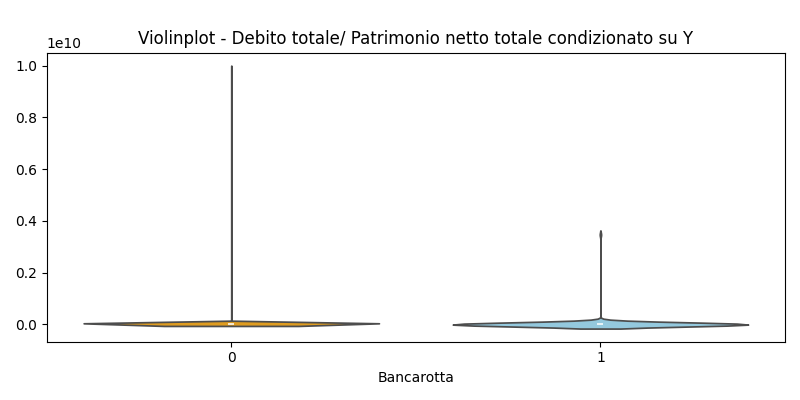 Violinplot - Debito totale/ Patrimonio netto totale condizionato su Y
1e10
1.0
0.8
0.6
0.4
0.2
0.0
0 1
Bancarotta